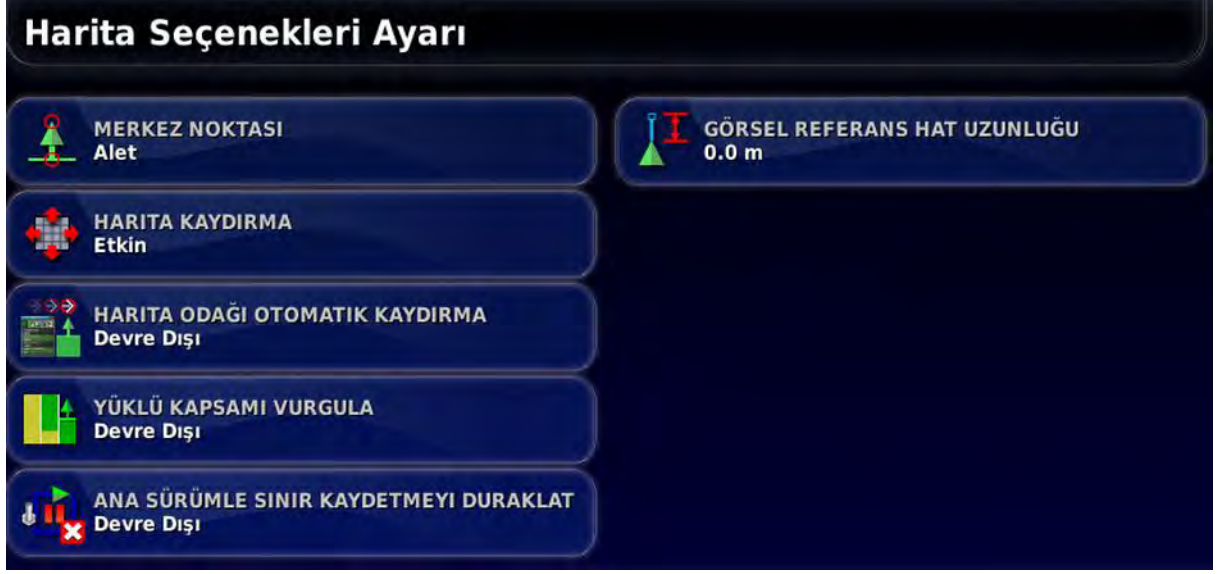 Harita Seçenekleri Ayarı
MERKEZ NOKTASI
Alet
HARITA KAYDIRMA
Etkin
HARITA ODAĞI OTOMATIK KAYDIRMA
Devre Dışı
YÜKLÜ KAPSAMI VURGULA
Devre Dışı
ANA SÜRÜMLE SINIR KAYDETMEYI DURAKLAT
Devre Dışı
GÖRSEL REFERANS HAT UZUNLUĞU
0.0 m